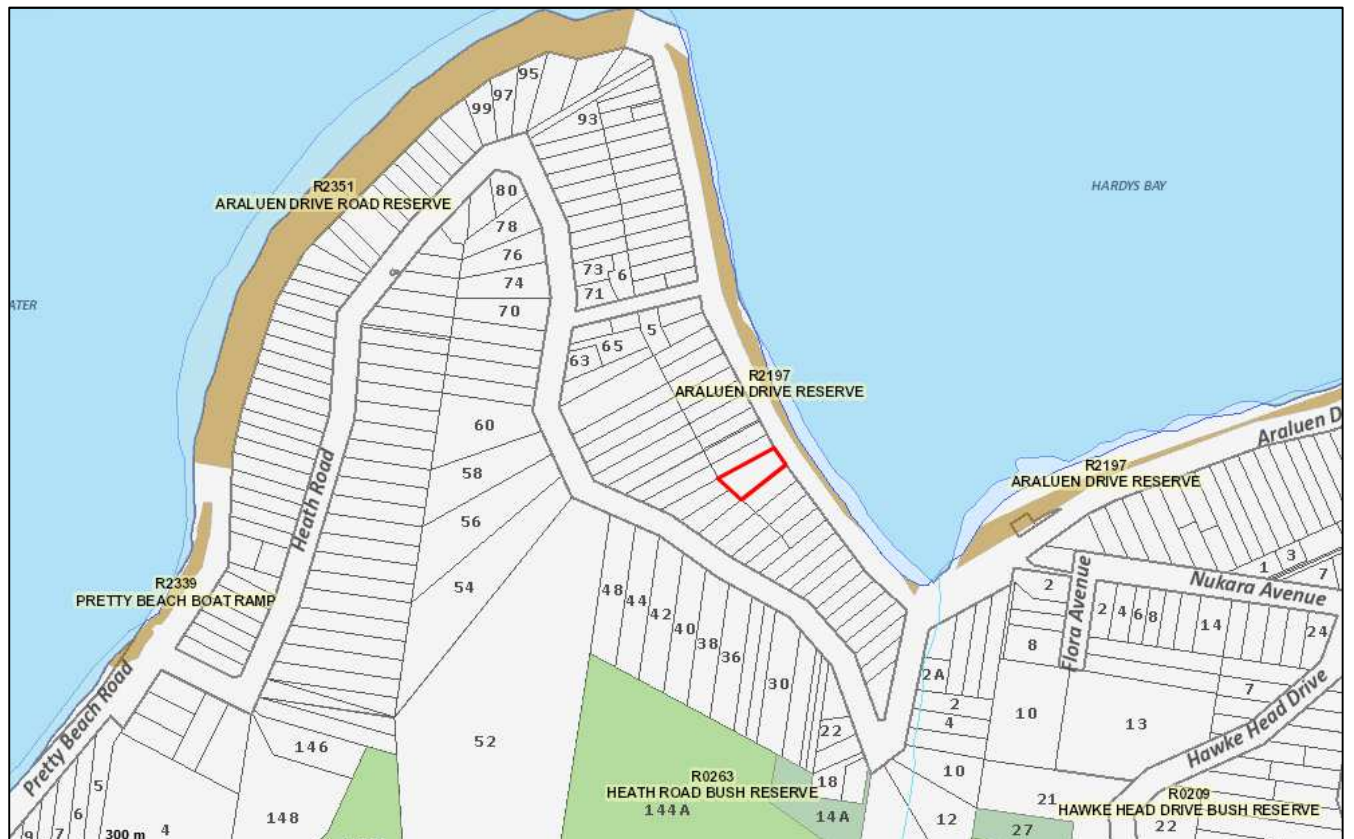 95
97
99
93
R2351
ARALUEN DRIVE ROAD RESERVE
80
78
76
74
70
HARDYS BAY
ATER
73
6
71
5
65
63
R2197
ARALUEN DRIVE RESERVE
60
58
56
54
Heath Road
Araluen D
R2197
ARALUEN DRIVE RESERVE
R2339
PRETTY BEACH BOAT RAMP
48
44
42
40
38
36
30
22
18
2
8
Flora Avenue
2
4
6
8
14
1
3
7
Nukara Avenue
24
2A
2
4
10
10
13
7
Hawke Head Drive
Pretty Beach Road
146
52
R0263
HEATH ROAD BUSH RESERVE
144A
14A
12
21
R0209
HAWKE HEAD DRIVE BUSH RESERVE
27
22
5
6
7
9
300 m
4
148